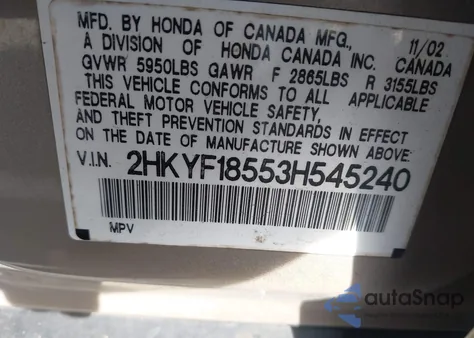 MFD. BY HONDA OF CANADA MFG., 11/02
A DIVISION OF HONDA CANADA INC. CANADA
GVWR 5950LBS GAWR F 2865LBS R 3155LBS
THIS VEHICLE CONFORMS TO ALL APPLICABLE
FEDERAL MOTOR VEHICLE SAFETY,
AND THEFT PREVENTION STANDARDS IN EFFECT
ON THE DATE OF MANUFACTURE SHOWN ABOVE.
V.I.N. 2HKYF18553H545240
MPV
autoSnap